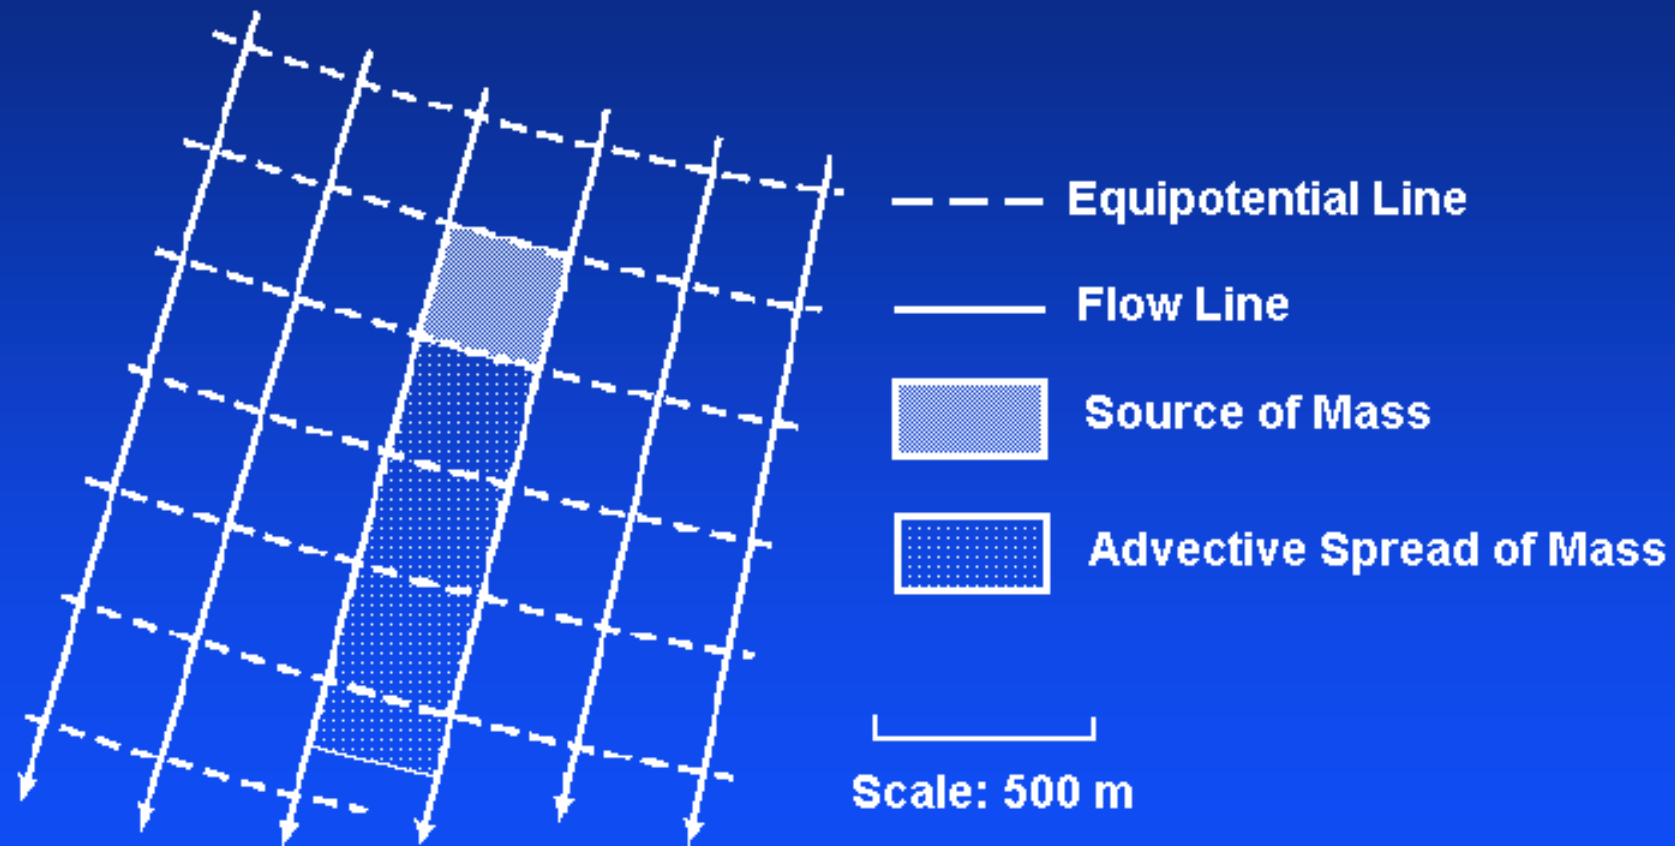 Equipotential Line
Flow Line
Source of Mass
Advective Spread of Mass
Scale: 500 m